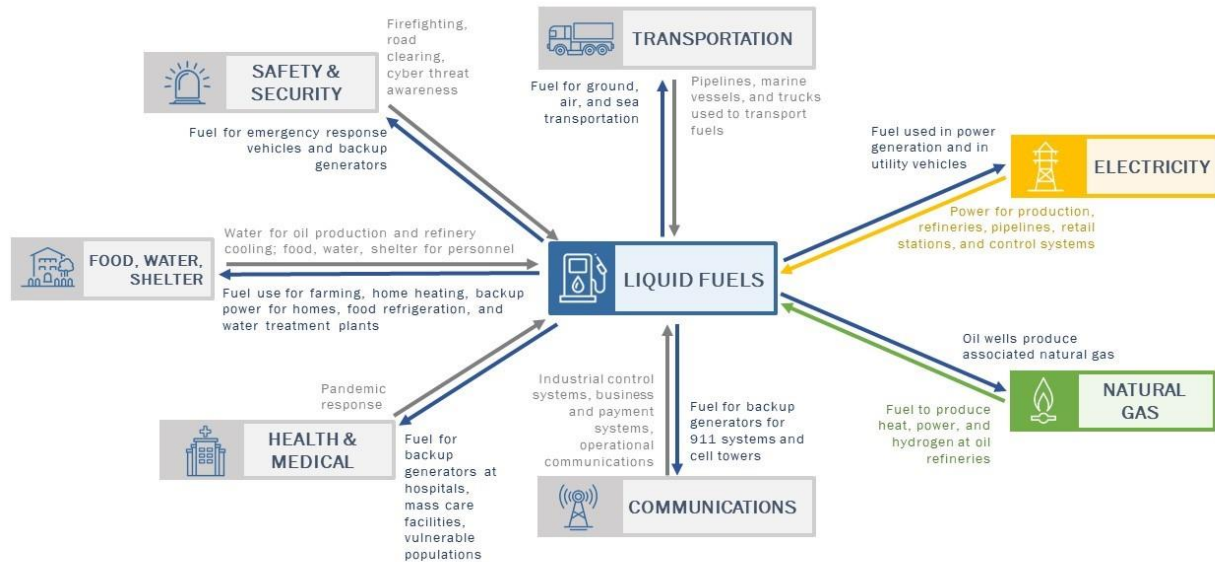 Firefighting,
road
clearing,
cyber threat
awareness
SAFETY &
SECURITY
Fuel for emergency response
vehicles and backup
generators
TRANSPORTATION
Fuel for ground,
air, and sea
transportation
Pipelines, marine
vessels, and trucks
used to transport
fuels
Fuel used in power
generation and in
utility vehicles
ELECTRICITY
Power for production,
refineries, pipelines, retail
stations, and control systems
Water for oil production and refinery
cooling; food, water, shelter for personnel
FOOD, WATER,
SHELTER
Fuel use for farming, home heating, backup
power for homes, food refrigeration, and
water treatment plants
LIQUID FUELS
Oil wells produce
associated natural gas
NATURAL
GAS
Fuel to produce
heat, power, and
hydrogen at oil
refineries
Pandemic
response
HEALTH &
MEDICAL
Fuel for
backup
generators at
hospitals,
mass care
facilities,
vulnerable
populations
Industrial control
systems, business
and payment
systems,
operational
communications
Fuel for backup
generators for
911 systems and
cell towers
COMMUNICATIONS